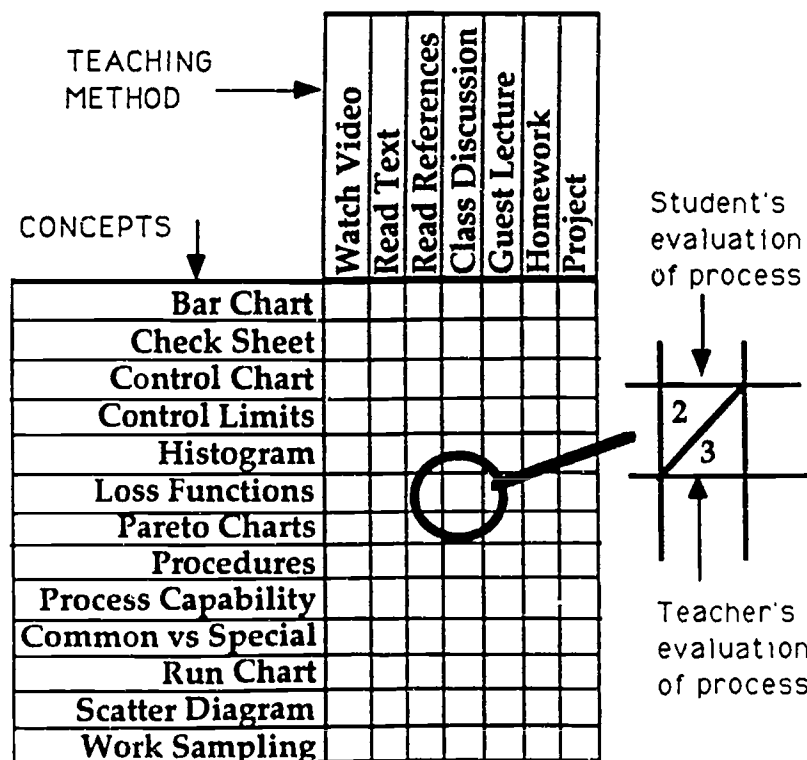 TEACHING
METHOD
Watch Video
Read Text
Read References
Class Discussion
Guest Lecture
Homework
Project
CONCEPTS
Student's
evaluation
of process
Bar Chart
Check Sheet
Control Chart
Control Limits
Histogram
Loss Functions
Pareto Charts
Procedures
Process Capability
Common vs Special
Run Chart
Scatter Diagram
Work Sampling
2
3
Teacher's
evaluation
of process